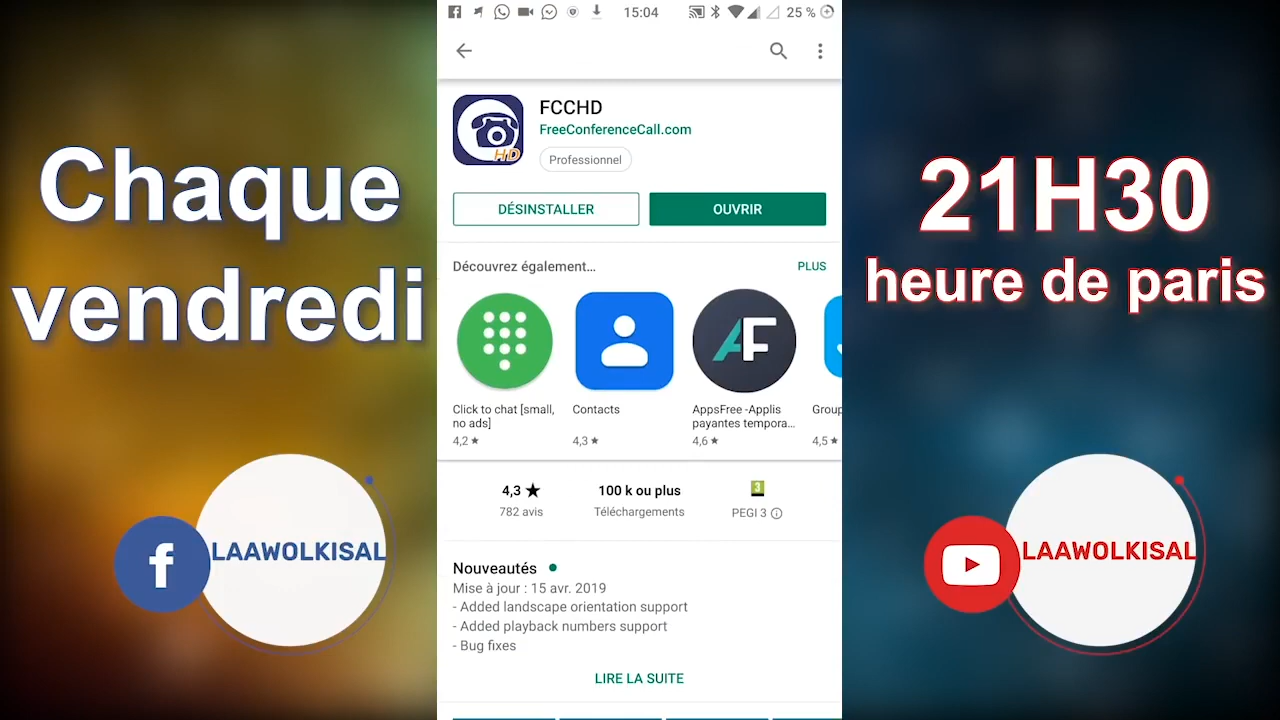 Chaque
vendredi
LAAWOLKISAL
15:04
25 %
FCCHD
HD
FreeConferenceCall.com
Professionnel
DÉSINSTALLER
OUVRIR
Découvrez également…
PLUS
AF
Click to chat [small,
no ads]
4,2 ★
Contacts
4,3 ★
AppsFree -Applis
payantes tempora…
4,6 ★
Group
4,5 ★
4,3 ★
782 avis
100 k ou plus
Téléchargements
3
PEGI 3
Nouveautés
Mise à jour : 15 avr. 2019
- Added landscape orientation support
- Added playback numbers support
- Bug fixes
LIRE LA SUITE
21H30
heure de paris
LAAWOLKISAL